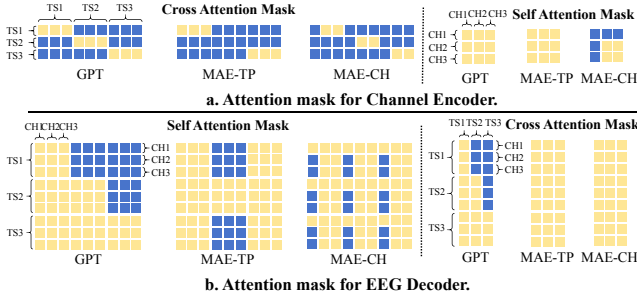 TS1 TS2 TS3
Cross Attention Mask
TS1
TS2
TS3
GPT MAE-TP MAE-CH
CH1 CH2 CH3
Self Attention Mask
CH1
CH2
CH3
GPT MAE-TP MAE-CH
a. Attention mask for Channel Encoder.
CH1 CH2 CH3
Self Attention Mask
TS1
TS2
TS3
CH1
CH2
CH3
GPT MAE-TP MAE-CH
TS1 TS2 TS3
Cross Attention Mask
TS1
TS2
TS3
CH1
CH2
CH3
GPT MAE-TP MAE-CH
b. Attention mask for EEG Decoder.